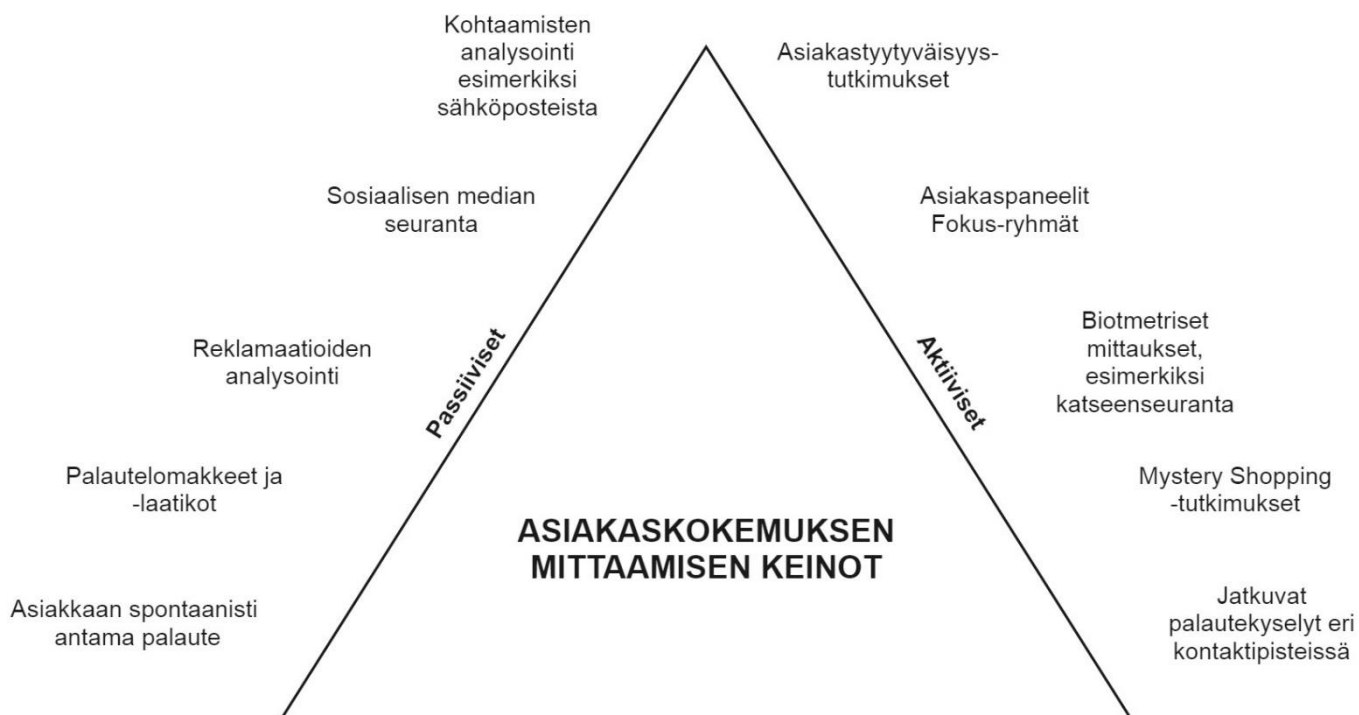 Kohtaamisten
analysointi
esimerkiksi
sähköposteista
Sosiaalisen median
seuranta
Reklamaatioiden
analysointi
Palautelomakkeet ja
-laatikot
Asiakkaan spontaanisti
antama palaute
Passiiviset
ASIAKASKOKEMUKSEN
MITTAAMISEN KEINOT
Aktiiviset
Asiakastyytyväisyys-
tutkimukset
Asiakaspaneelit
Fokus-ryhmät
Biotmetriset
mittaukset,
esimerkiksi
katseenseuranta
Mystery Shopping
-tutkimukset
Jatkuvat
palautekyselyt eri
kontaktipisteissä